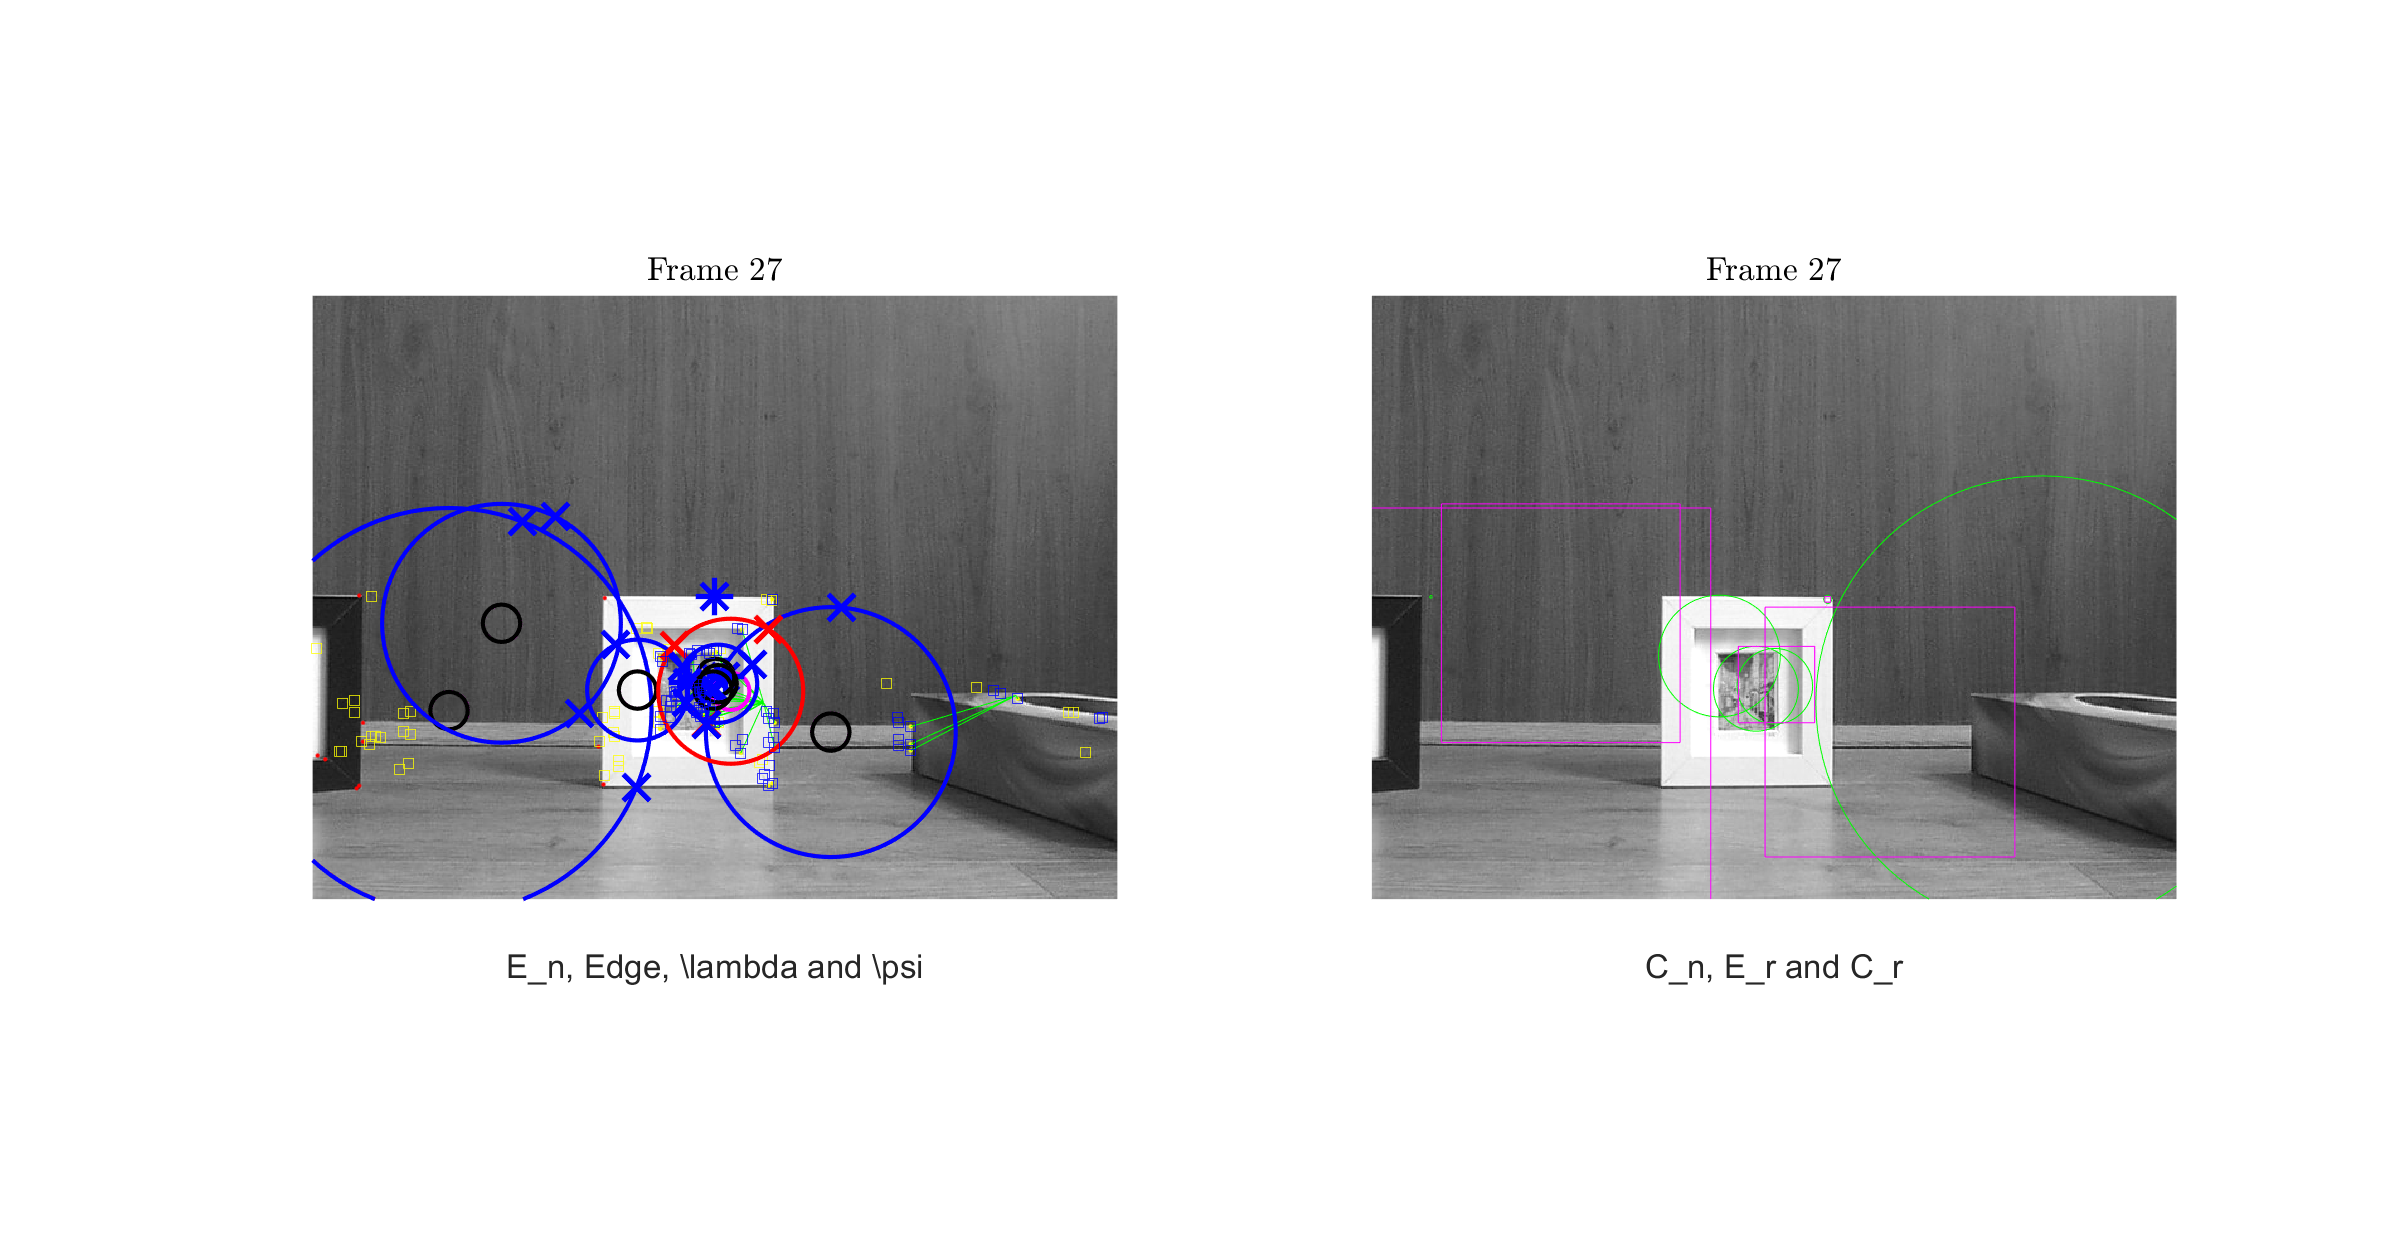 Frame 27
Frame 27
E_n, Edge, \lambda and \psi
C_n, E_r and C_r